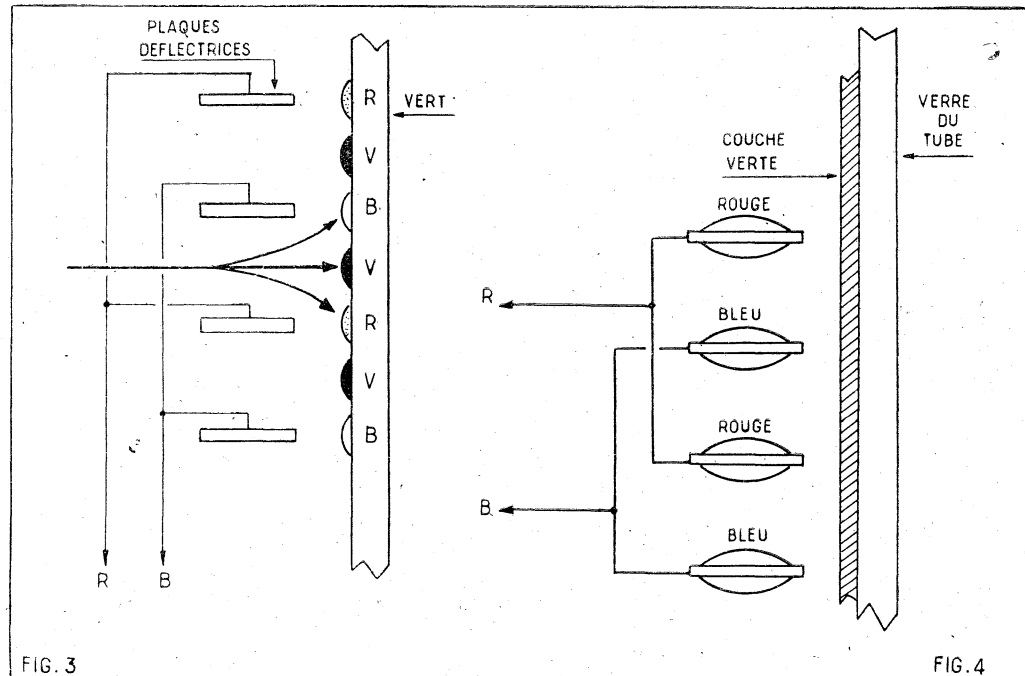 PLAQUES
DEFLECTRICES
R
VERT
V
B
V
R
V
B
R B
FIG. 3
VERRE
DU
TUBE
COUCHE
VERTE
ROUGE
R
BLEU
ROUGE
B
BLEU
FIG. 4